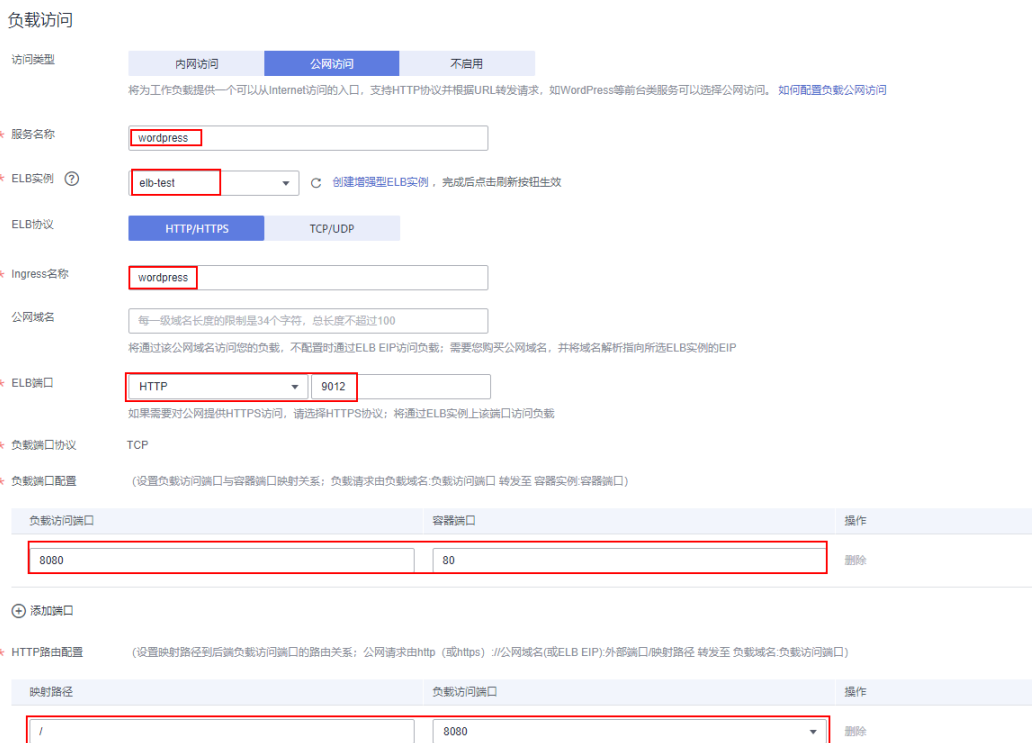 负载访问
访问类型 内网访问 公网访问 不启用
将为工作负载提供一个可以从Internet访问的入口，支持HTTP协议并根据URL转发请求，如WordPress等前台类服务可以选择公网访问。 如何配置负载公网访问
* 服务名称 wordpress
* ELB实例 ? elb-test 创建增强型ELB实例 ，完成后点击刷新按钮生效
ELB协议 HTTP/HTTPS TCP/UDP
* Ingress名称 wordpress
公网域名 每一级域名长度的限制是34个字符，总长度不超过100
将通过该公网域名访问您的负载，不配置时通过ELB EIP访问负载；需要您购买公网域名，并将域名解析指向所选ELB实例的EIP
* ELB端口 HTTP 9012
如果需要对公网提供HTTPS访问，请选择HTTPS协议；将通过ELB实例上该端口访问负载
* 负载端口协议 TCP
* 负载端口配置 （设置负载访问端口与容器端口映射关系；负载请求由负载域名:负载访问端口 转发至 容器实例:容器端口）
负载访问端口 容器端口 操作
8080 80 删除
添加端口
* HTTP路由配置 （设置映射路径到后端负载访问端口的路由关系；公网请求由http（或https）://公网域名(或ELB EIP):外部端口/映射路径 转发至 负载域名:负载访问端口）
映射路径 负载访问端口 操作
/ 8080 删除